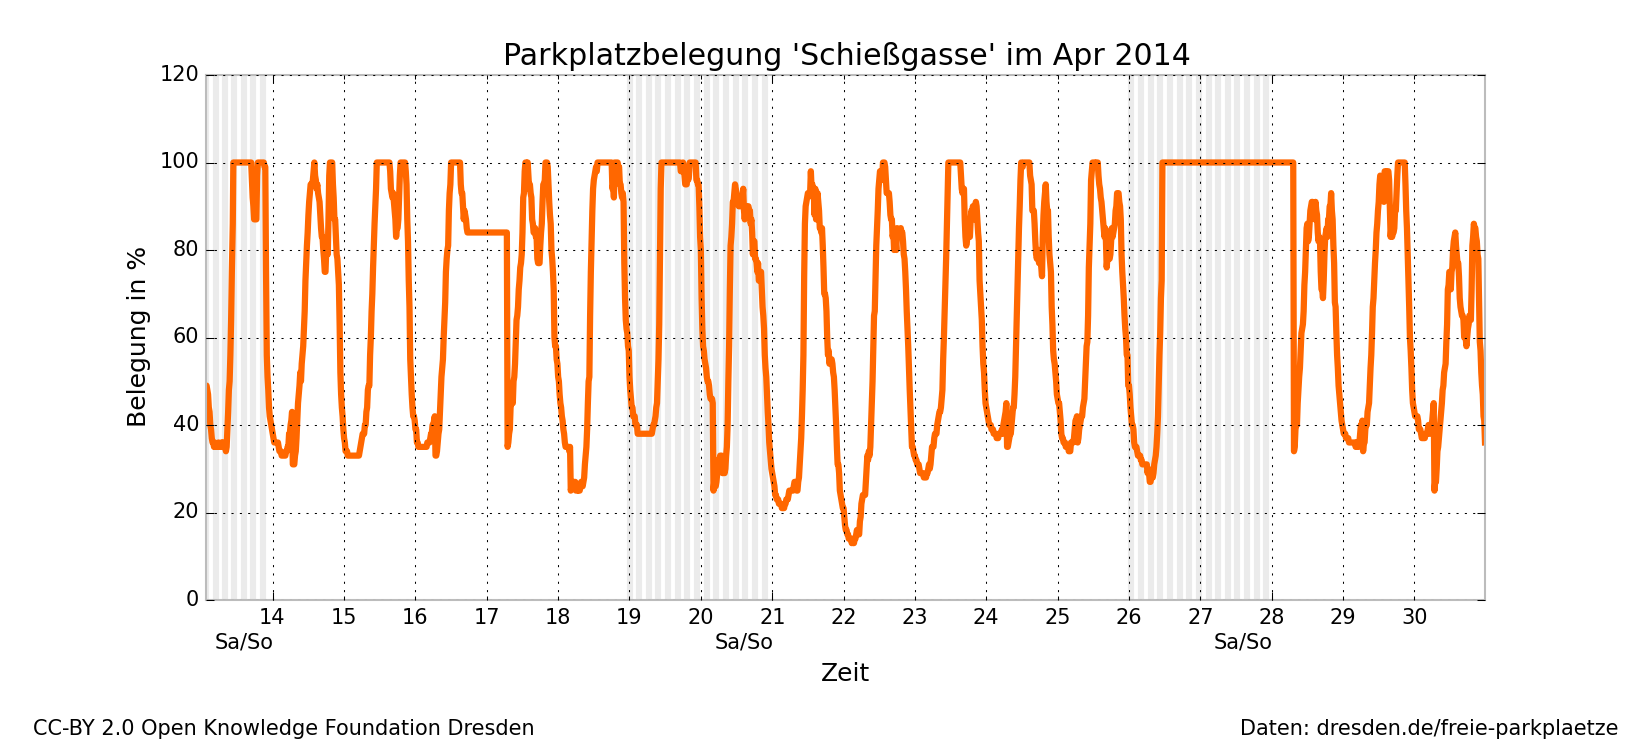 Parkplatzbelegung 'Schießgasse' im Apr 2014
120
100
80
60
40
20
0
Belegung in %
14 15 16 17 18 19 20 21 22 23 24 25 26 27 28 29 30
Sa/So Sa/So Sa/So
Zeit
CC-BY 2.0 Open Knowledge Foundation Dresden
Daten: dresden.de/freie-parkplaetze